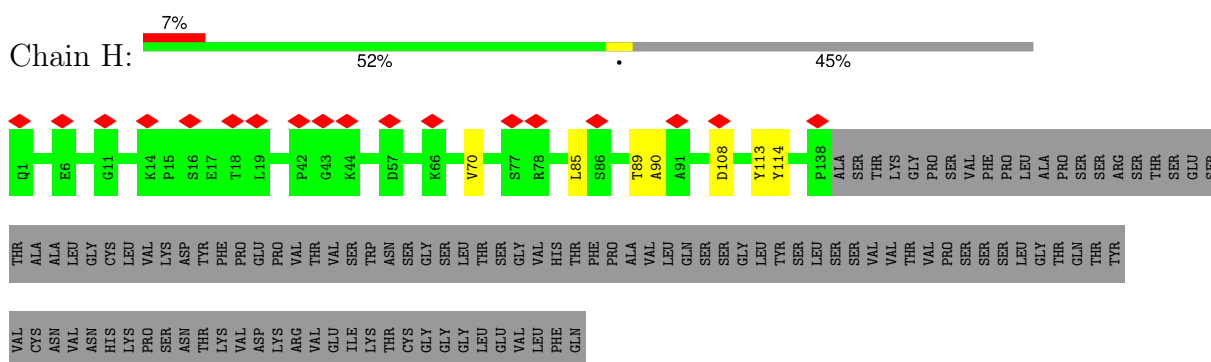 7%
Chain H:
52% • 45%
Q1 E6 G11 K14 P15 S16 E17 T18 L19 P42 G43 K44 D57 K66 V70 S77 R78 L85 S86 T89 A90 A91 D108 Y113 Y114 P138 ALA SER THR LYS GLY PRO SER VAL PHE PRO LEU ALA PRO SER SER ARG SER THR SER GLU SER
THR ALA ALA LEU GLY CYS LEU VAL LYS ASP TYR PHE PRO GLU PRO VAL THR VAL SER TRP ASN SER GLY SER LEU THR SER GLY VAL HIS THR PHE PRO ALA VAL LEU GLN SER SER GLY LEU TYR SER LEU SER SER VAL VAL THR VAL PRO SER SER SER LEU GLY THR GLN THR TYR
VAL CYS ASN VAL ASN HIS LYS PRO SER ASN THR LYS VAL ASP LYS ARG VAL GLU ILE LYS THR CYS GLY GLY GLY LEU GLU VAL LEU PHE GLN